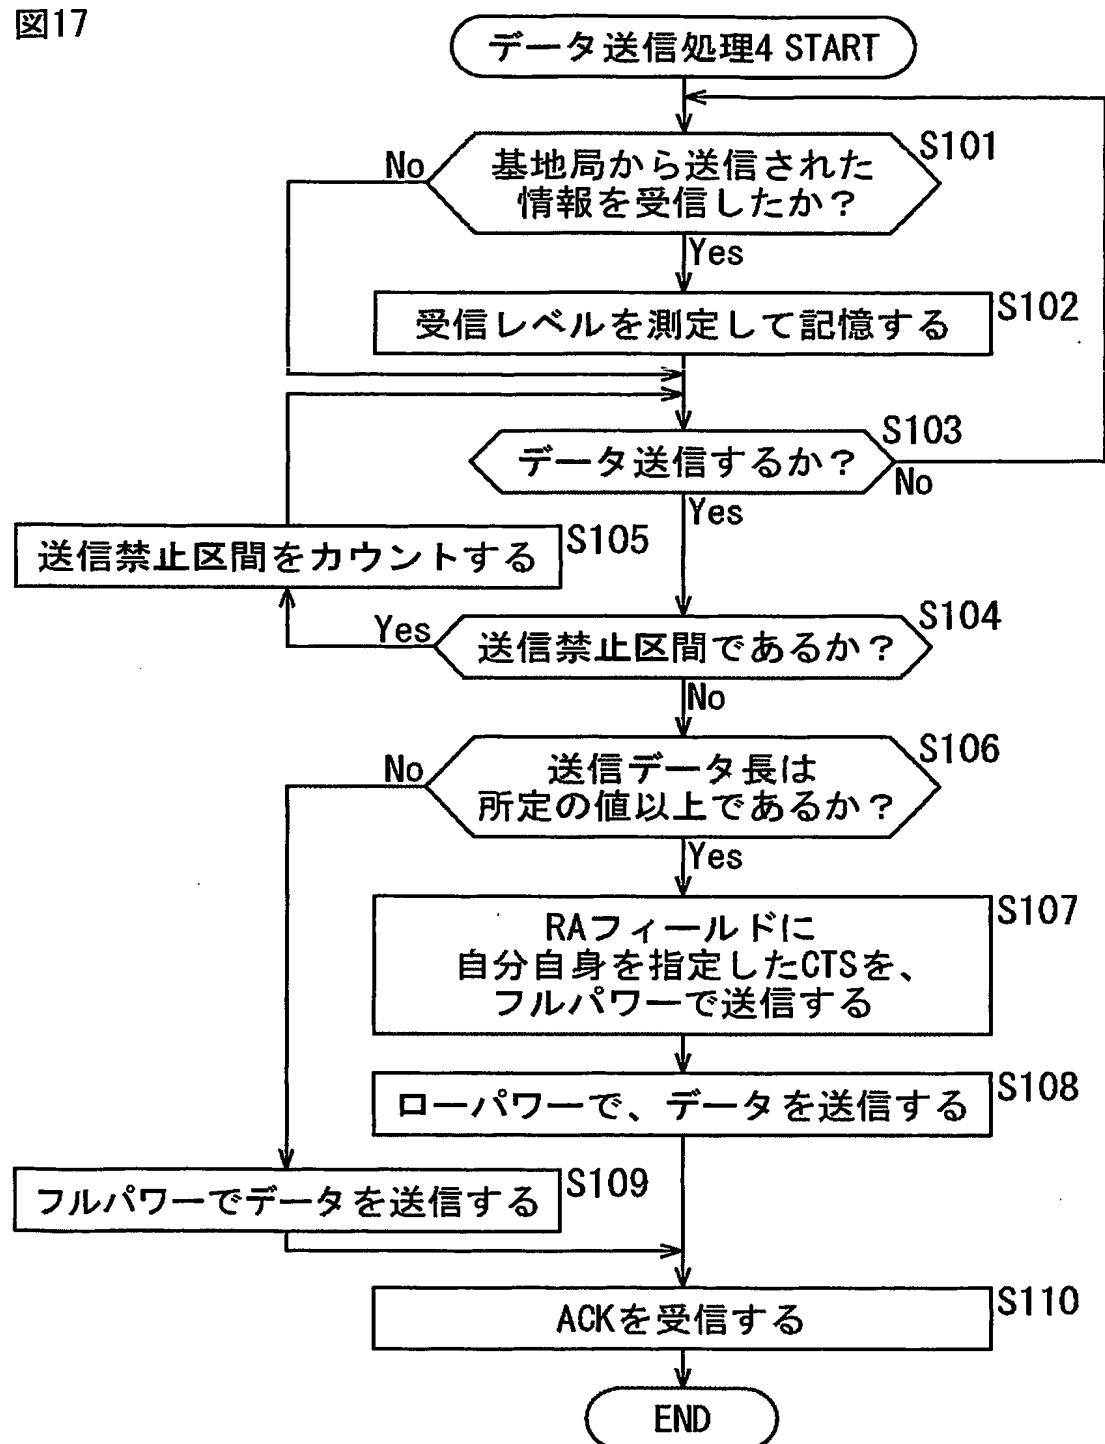 図17
データ送信処理4 START
S101
基地局から送信された
情報を受信したか？
No
Yes
S102
受信レベルを測定して記憶する
S103
データ送信するか？
No
Yes
S105
送信禁止区間をカウントする
S104
Yes
送信禁止区間であるか？
No
S106
No
送信データ長は
所定の値以上であるか？
Yes
S107
RAフィールドに
自分自身を指定したCTSを、
フルパワーで送信する
S108
ローパワーで、データを送信する
S109
フルパワーでデータを送信する
S110
ACKを受信する
END